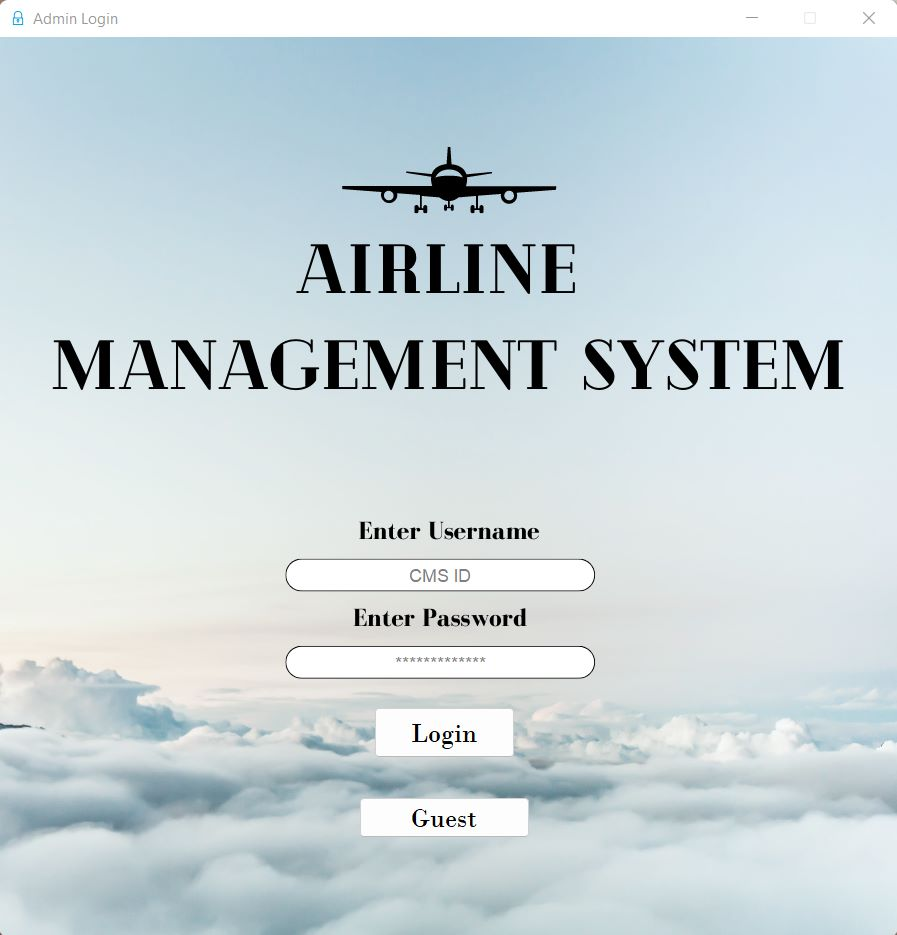 Admin Login
AIRLINE
MANAGEMENT SYSTEM
Enter Username
CMS ID
Enter Password
*************
Login
Guest